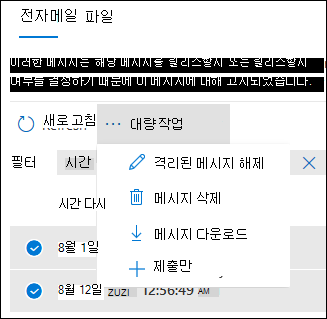 전자메일 파일
이러한 메시지는 해당 메시지를 릴리스할지 또는 릴리스할지
여부를 결정하기 때문에 이 메시지에 대해 고지되었습니다.
새로 고침 ··· 대량작업
필터 시간
격리된 메시지 해제
시간 다시
메시지 삭제
메시지 다운로드
8월 1일
제출만
8월 12일 ZUZI 12:56:49 AM